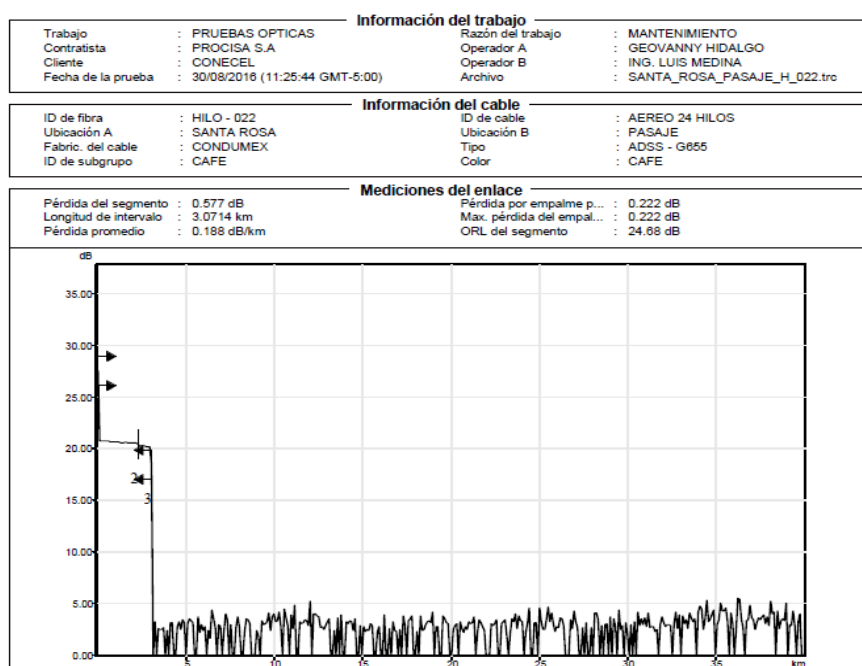 Información del trabajo
Trabajo : PRUEBAS OPTICAS Razón del trabajo : MANTENIMIENTO
Contratista : PROCISA S.A Operador A : GEOVANNY HIDALGO
Cliente : CONECEL Operador B : ING. LUIS MEDINA
Fecha de la prueba : 30/08/2016 (11:25:44 GMT-5:00) Archivo : SANTA_ROSA_PASAJE_H_022.trc
Información del cable
ID de fibra : HILO - 022 ID de cable : AEREO 24 HILOS
Ubicación A : SANTA ROSA Ubicación B : PASAJE
Fabric. del cable : CONDUMEX Tipo : ADSS - G655
ID de subgrupo : CAFE Color : CAFE
Mediciones del enlace
Pérdida del segmento : 0.577 dB Pérdida por empalme p... : 0.222 dB
Longitud de intervalo : 3.0714 km Max. pérdida del empal... : 0.222 dB
Pérdida promedio : 0.188 dB/km ORL del segmento : 24.68 dB
dB
35.00
30.00
25.00
20.00
2
3
15.00
10.00
5.00
0.00
5 10 15 20 25 30 35 km